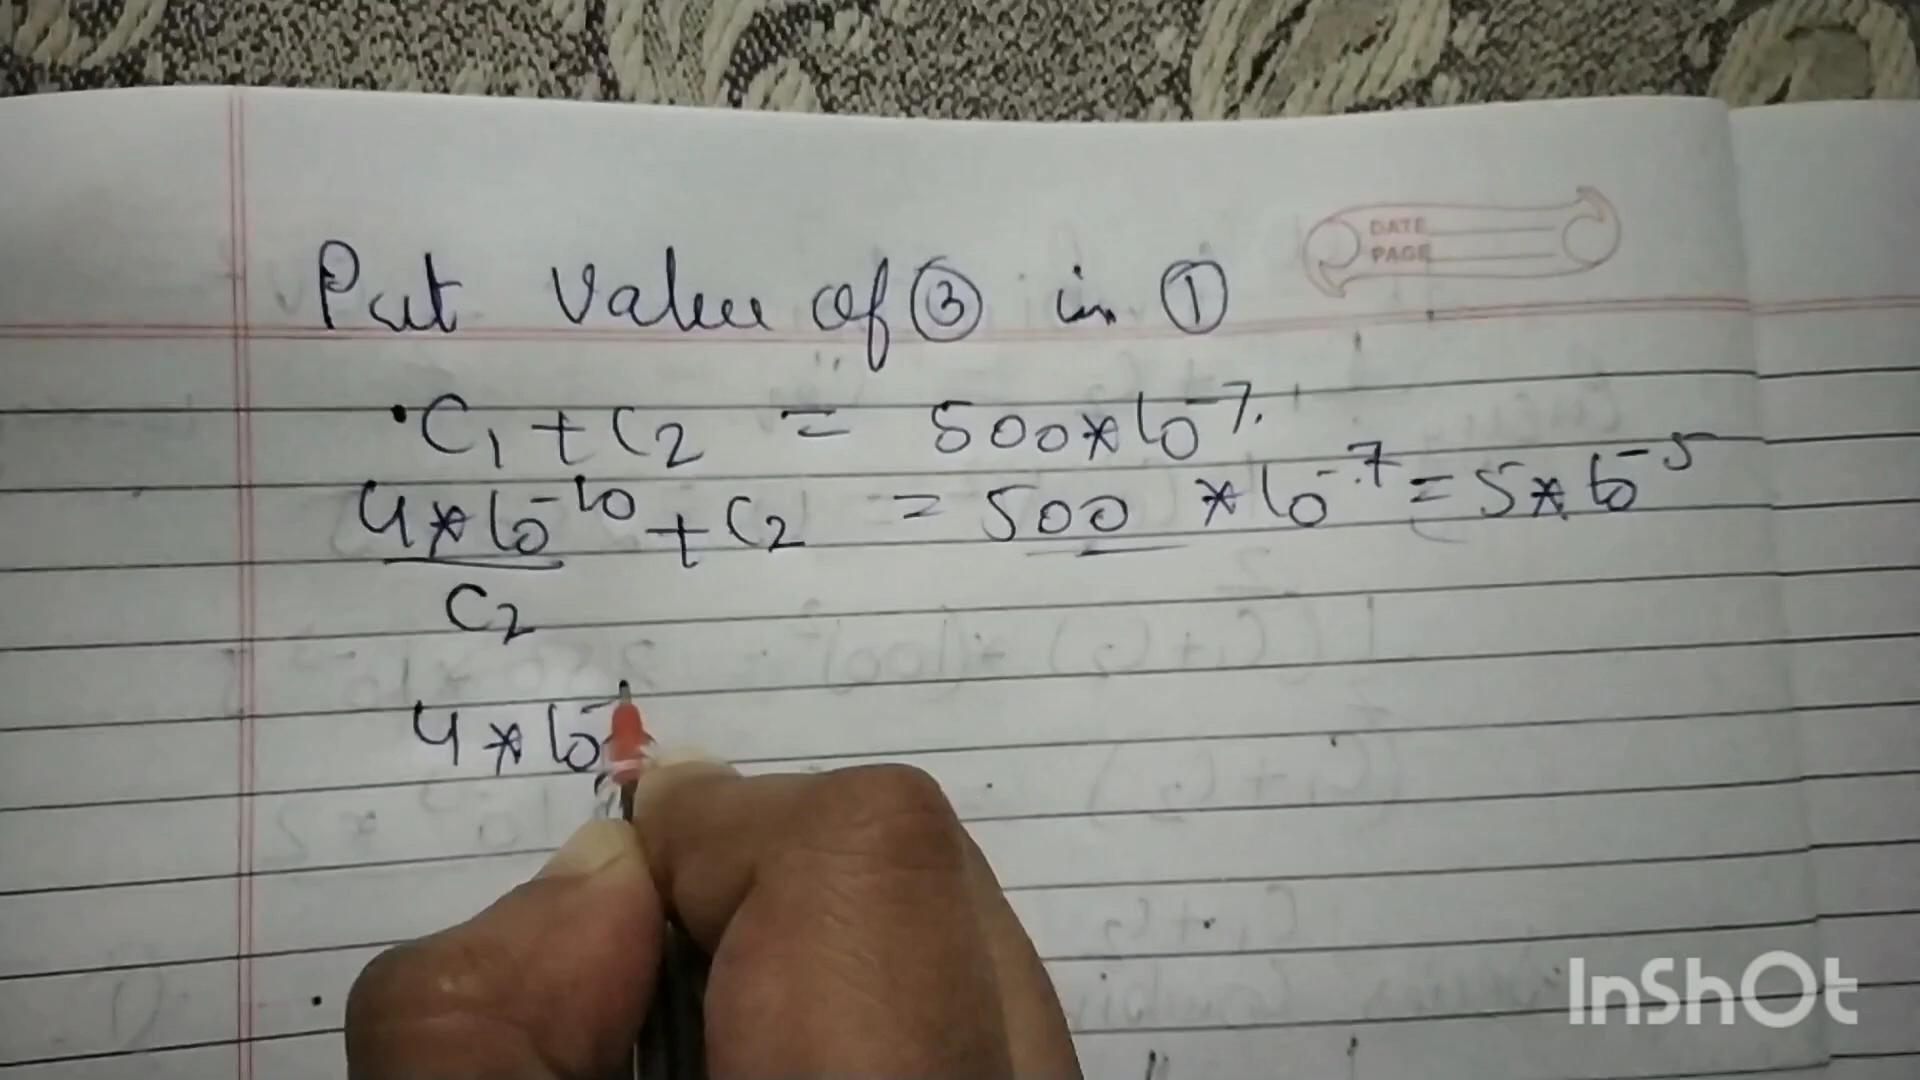 DATE
PAGE
Put value of ③ in ①
C₁ + C₂ = 500 * 10⁻⁷
4 * 10⁻¹⁰ + C₂ = 500 * 10⁻⁷ = 5 * 10⁻⁵
C₂
4 * 10⁻
InShOt